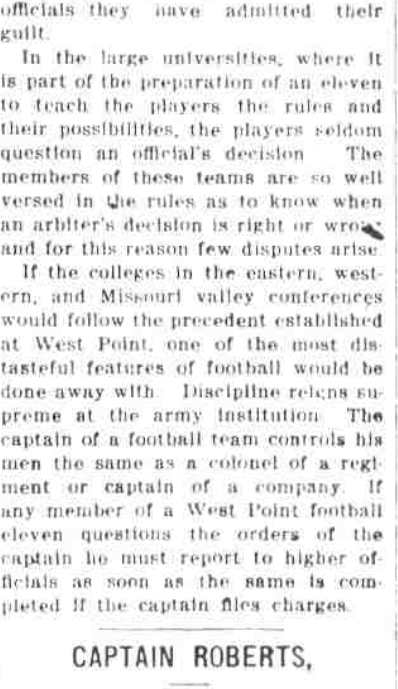 officials they have admitted their
guilt.
In the large universities, where it
is part of the preparation of an eleven
to teach the players the rules and
their possibilities, the players seldom
question an official's decision The
members of these teams are so well
versed in the rules as to know when
an arbiter's decision is right or wrong
and for this reason few disputes arise.
If the colleges in the eastern, west-
ern, and Missouri valley conferences
would follow the precedent established
at West Point, one of the most dis-
tasteful features of football would be
done away with. Discipline reigns su-
preme at the army institution The
captain of a football team controls his
men the same as a colonel of a regi-
ment or captain of a company. If
any member of a West Point football
eleven questions the orders of the
captain he must report to higher of-
ficials as soon as the same is com-
pleted if the captain files charges.
CAPTAIN ROBERTS,